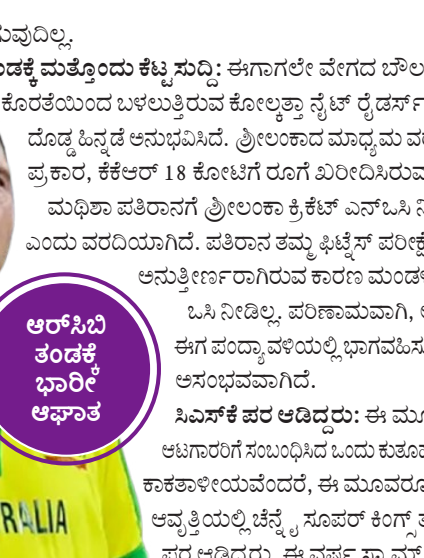 ತಂಡಕ್ಕೆ ಮತ್ತೊಂದು ಕೆಟ್ಟ ಸುದ್ದಿ: ಈಗಾಗಲೇ ವೇಗದ
ಕೊರತೆಯಿಂದ ಬಳಲುತ್ತಿರುವ ಕೋಲ್ಕತ್ತಾ ನೈಟ್ ರೈಡರ್ಸ್
ದೊಡ್ಡ ಹಿನ್ನಡೆ ಅನುಭವಿಸಿದೆ. ಶ್ರೀಲಂಕಾದ ಮಾಧ್ಯಮ
ಪ್ರಕಾರ, ಕೆಕೆಆರ್ 18 ಕೋಟಿಗೆ ರೂಗೆ ಖರೀದಿಸಿರುವ
ಮಥಿಶಾ ಪತಿರಾನಗೆ ಶ್ರೀಲಂಕಾ ಕ್ರಿಕೆಟ್ ಎನ್‌ಒಸಿ
ಎಂದು ವರದಿಯಾಗಿದೆ. ಪತಿರಾನ ತಮ್ಮ ಫಿಟ್ನೆಸ್
ಅನುತ್ತೀರ್ಣರಾಗಿರುವ ಕಾರಣ
ಒಸಿ ನೀಡಿಲ್ಲ. ಪರಿಣಾಮವಾಗಿ,
ಈಗ ಪಂದ್ಯಾವಳಿಯಲ್ಲಿ
ಅಸಂಭವವಾಗಿದೆ.
ಸಿಎಸ್‌ಕೆ ಪರ ಆಡಿದ್ದರು: ಈ
ಆಟಗಾರರಿಗೆ ಸಂಬಂಧಿಸಿದ ಒಂದು
ಕಾಕತಾಳೀಯವೆಂದರೆ, ಈ
ಆವೃತ್ತಿಯಲ್ಲಿ ಚೆನ್ನೈ ಸೂಪರ್ ಕಿಂಗ್ಸ್
ಪರ ಆಡಿದ್ದರು. ಈ ವರ್ಷ
ಆರ್‌ಸಿಬಿ
ತಂಡಕ್ಕೆ
ಭಾರೀ
ಆಘಾತ
RALIA